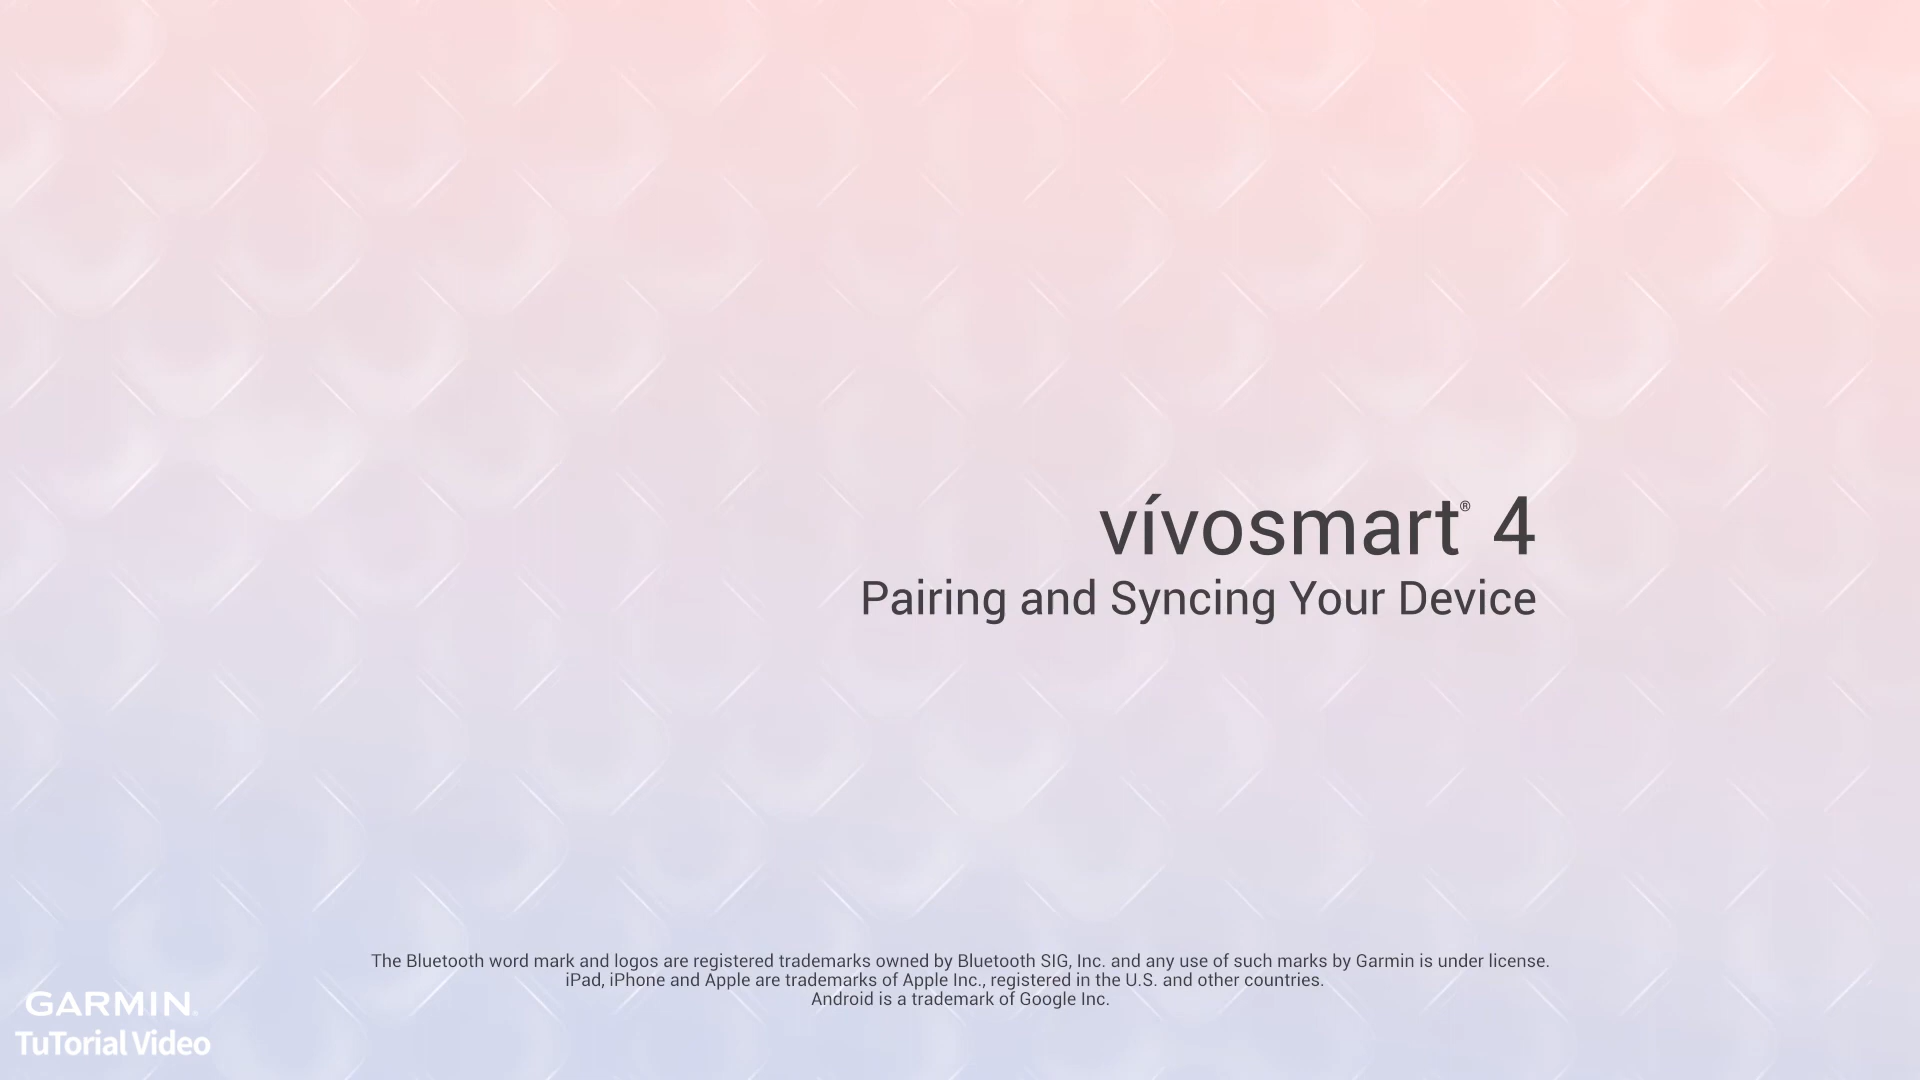 vívosmart® 4
Pairing and Syncing Your Device
The Bluetooth word mark and logos are registered trademarks owned by Bluetooth SIG, Inc. and any use of such marks by Garmin is under license.
iPad, iPhone and Apple are trademarks of Apple Inc., registered in the U.S. and other countries.
Android is a trademark of Google Inc.
GARMIN.
TuTorial Video